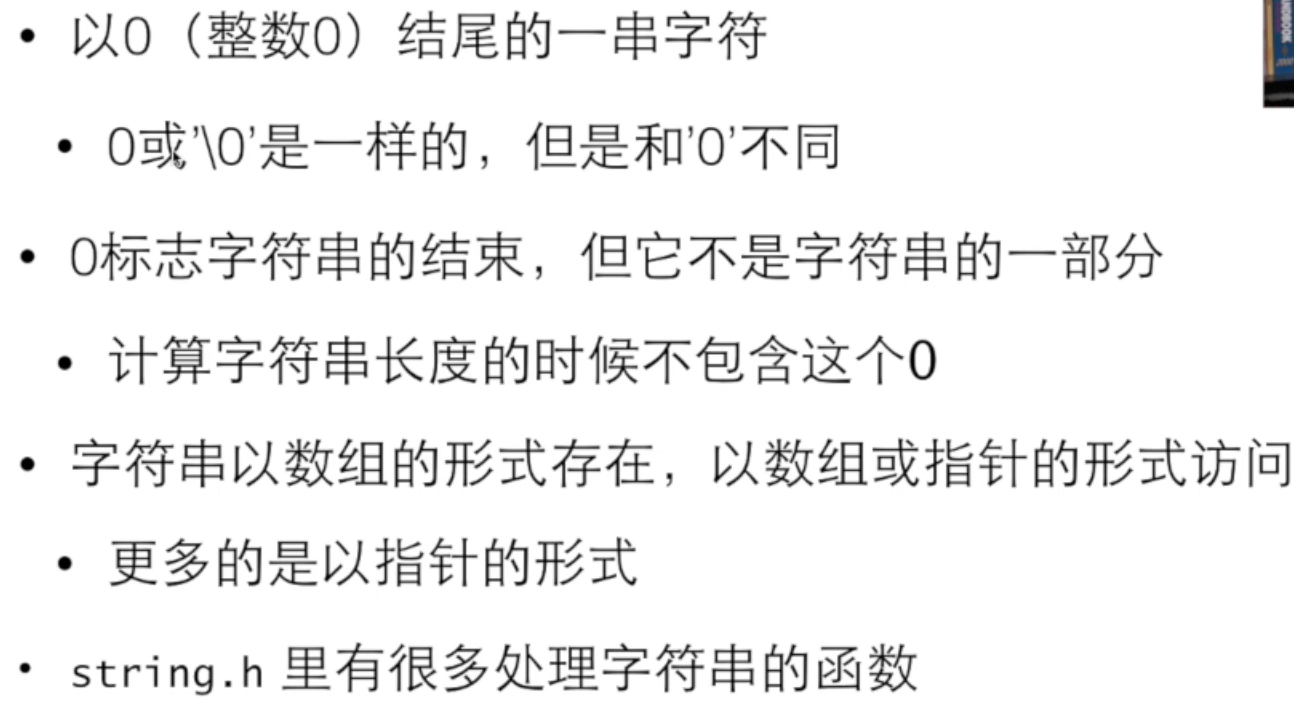 • 以0（整数0）结尾的一串字符
• 0或’\0’是一样的，但是和’0’不同
• 0标志字符串的结束，但它不是字符串的一部分
• 计算字符串长度的时候不包含这个0
• 字符串以数组的形式存在，以数组或指针的形式访问
• 更多的是以指针的形式
• string.h 里有很多处理字符串的函数